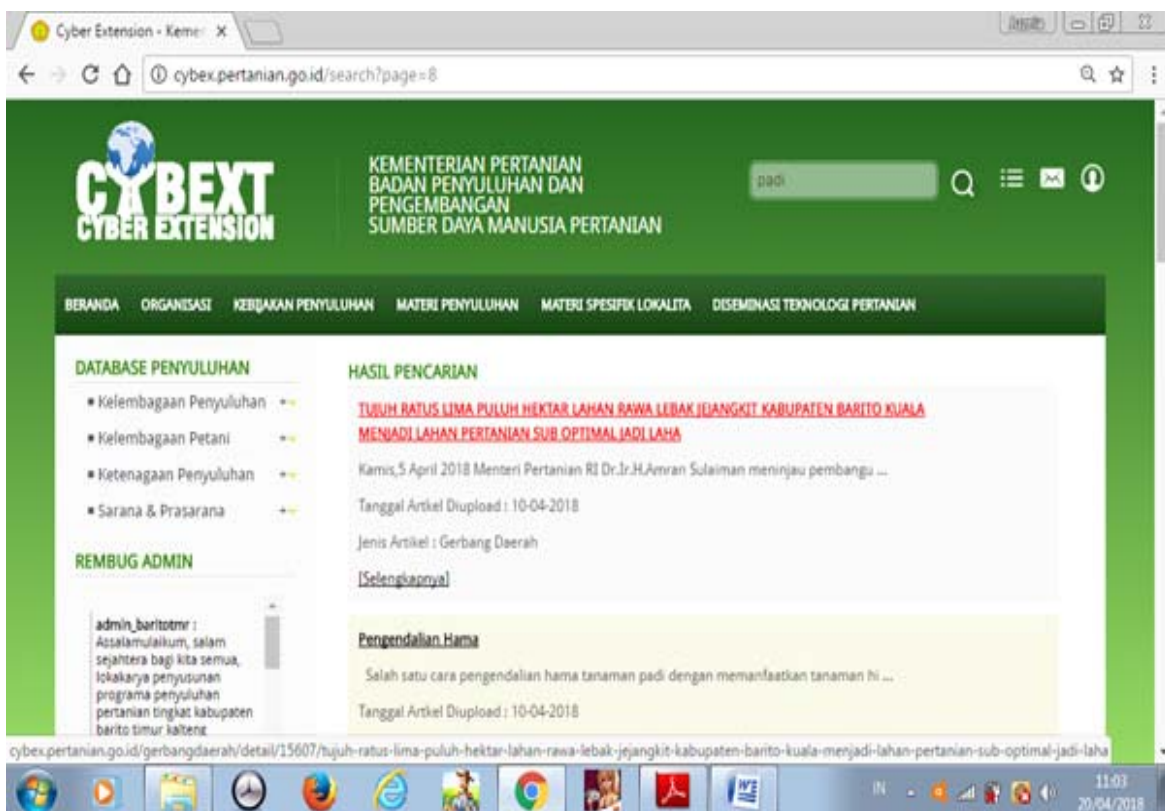 Cyber Extension - Kemer
cybex.pertanian.go.id/search?page=8
CYBEXT
CYBER EXTENSION
KEMENTERIAN PERTANIAN
BADAN PENYULUHAN DAN
PENGEMBANGAN
SUMBER DAYA MANUSIA PERTANIAN
padi
BERANDA ORGANISASI KEBIJAKAN PENYULUHAN MATERI PENYULUHAN MATERI SPESIFIK LOKALITA DISEMINASI TEKNOLOGI PERTANIAN
DATABASE PENYULUHAN
Kelembagaan Penyuluhan
Kelembagaan Petani
Ketenagaan Penyuluhan
Sarana & Prasarana
REMBUG ADMIN
admin_baritotmr :
Assalamulaikum, salam
sejahtera bagi kita semua,
lokakarya penyusunan
programa penyuluhan
pertanian tingkat kabupaten
barito timur kalteng
HASIL PENCARIAN
TUJUH RATUS LIMA PULUH HEKTAR LAHAN RAWA LEBAK JEJANGKIT KABUPATEN BARITO KUALA
MENJADI LAHAN PERTANIAN SUB OPTIMAL JADI LAHA
Kamis,5 April 2018 Menteri Pertanian RI Dr.Ir.H.Amran Sulaiman meninjau pembangu ...
Tanggal Artikel Diupload : 10-04-2018
Jenis Artikel : Gerbang Daerah
[Selengkapnya]
Pengendalian Hama
Salah satu cara pengendalian hama tanaman padi dengan memanfaatkan tanaman hi ...
Tanggal Artikel Diupload : 10-04-2018
cybex.pertanian.go.id/gerbangdaerah/detail/15607/tujuh-ratus-lima-puluh-hektar-lahan-rawa-lebak-jejangkit-kabupaten-barito-kuala-menjadi-lahan-pertanian-sub-optimal-jadi-laha
IN
11:03
20/04/2018